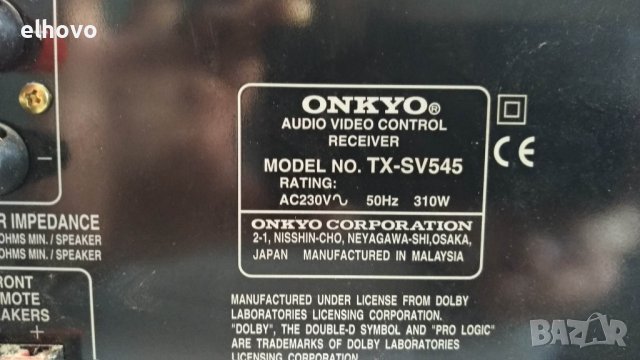 elhovo
ONKYO®
AUDIO VIDEO CONTROL
RECEIVER
MODEL NO. TX-SV545
RATING:
AC230V∿ 50Hz 310W
ONKYO CORPORATION
2-1, NISSHIN-CHO, NEYAGAWA-SHI,OSAKA,
JAPAN MANUFACTURED IN MALAYSIA
CE
−
R IMPEDANCE
OHMS MIN. / SPEAKER
OHMS MIN. / SPEAKER
FRONT
EMOTE
EAKERS
+
MANUFACTURED UNDER LICENSE FROM DOLBY
LABORATORIES LICENSING CORPORATION.
"DOLBY", THE DOUBLE-D SYMBOL AND "PRO LOGIC"
ARE TRADEMARKS OF DOLBY LABORATORIES
LICENSING CORPORATION.
BAZAR